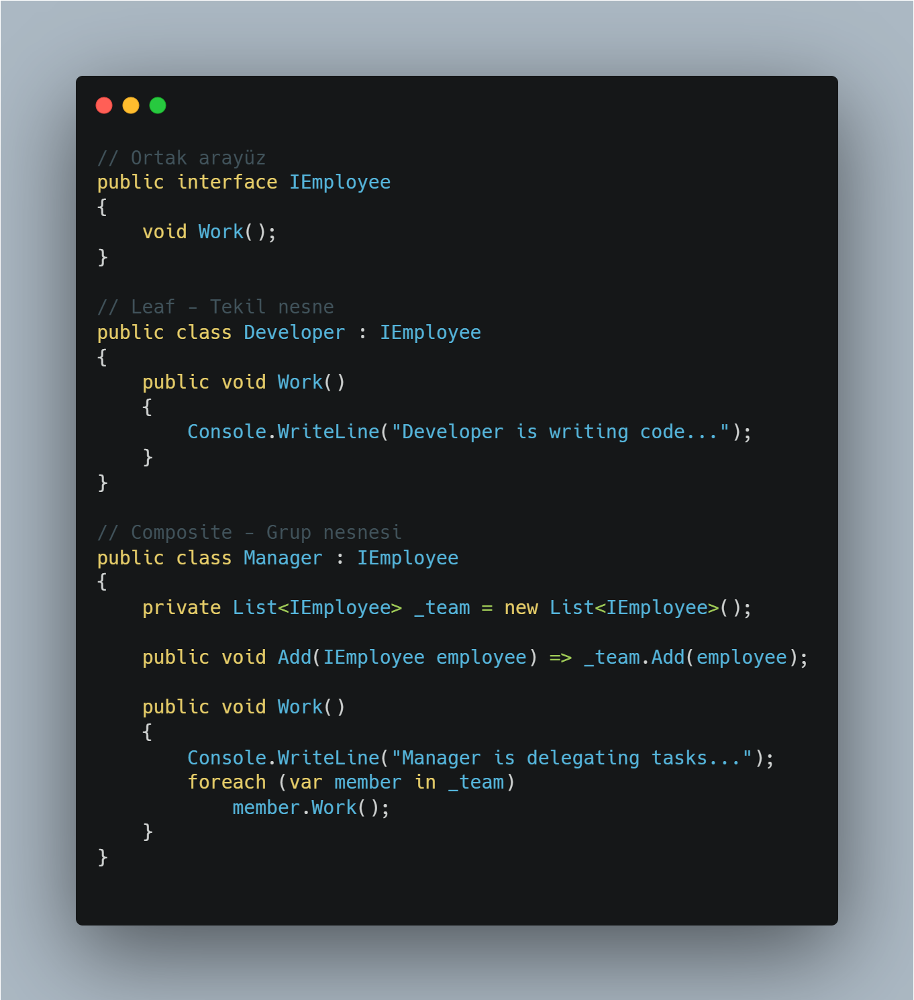 // Ortak arayüz
public interface IEmployee
{
    void Work();
}

// Leaf - Tekil nesne
public class Developer : IEmployee
{
    public void Work()
    {
        Console.WriteLine("Developer is writing code...");
    }
}

// Composite - Grup nesnesi
public class Manager : IEmployee
{
    private List<IEmployee> _team = new List<IEmployee>();

    public void Add(IEmployee employee) => _team.Add(employee);

    public void Work()
    {
        Console.WriteLine("Manager is delegating tasks...");
        foreach (var member in _team)
            member.Work();
    }
}